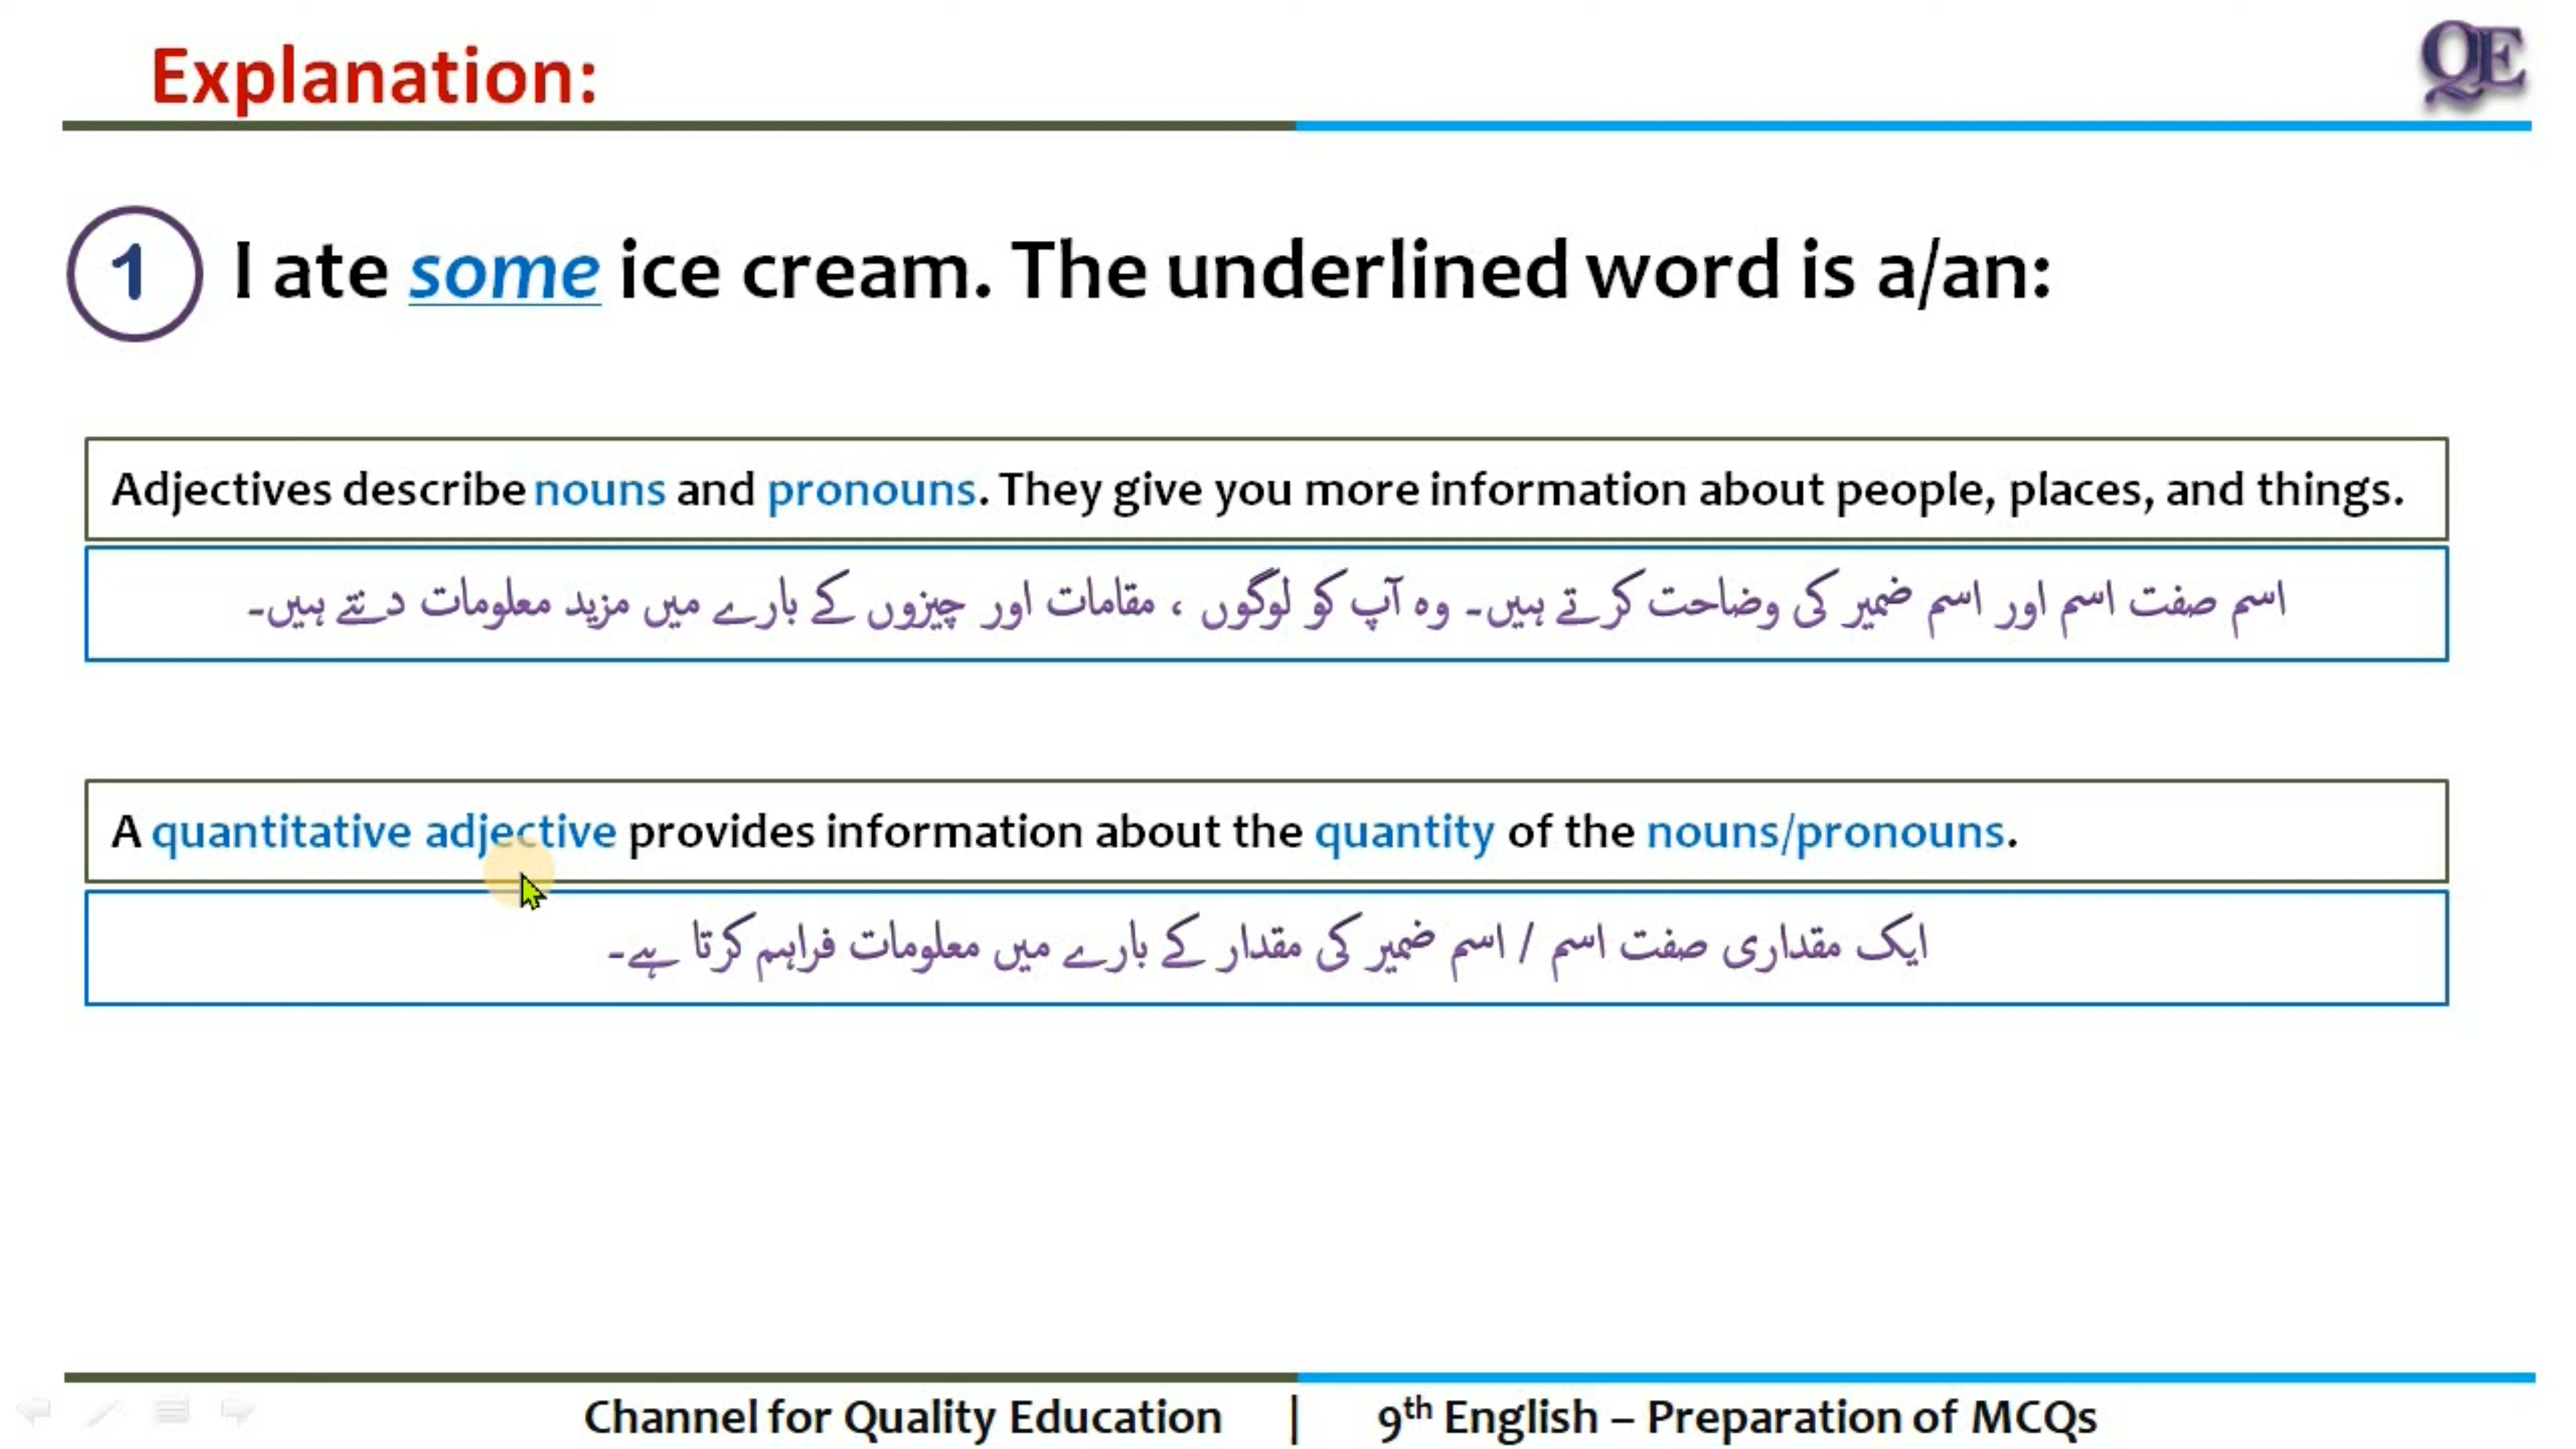 Explanation:
QE
1 I ate some ice cream. The underlined word is a/an:
Adjectives describe nouns and pronouns. They give you more information about people, places, and things.
اسم صفت اسم اور اسم ضمیر کی وضاحت کرتے ہیں۔ وہ آپ کو لوگوں ، مقامات اور چیزوں کے بارے میں مزید معلومات دیتے ہیں۔
A quantitative adjective provides information about the quantity of the nouns/pronouns.
ایک مقداری صفت اسم / اسم ضمیر کی مقدار کے بارے میں معلومات فراہم کرتا ہے۔
Channel for Quality Education | 9th English – Preparation of MCQs